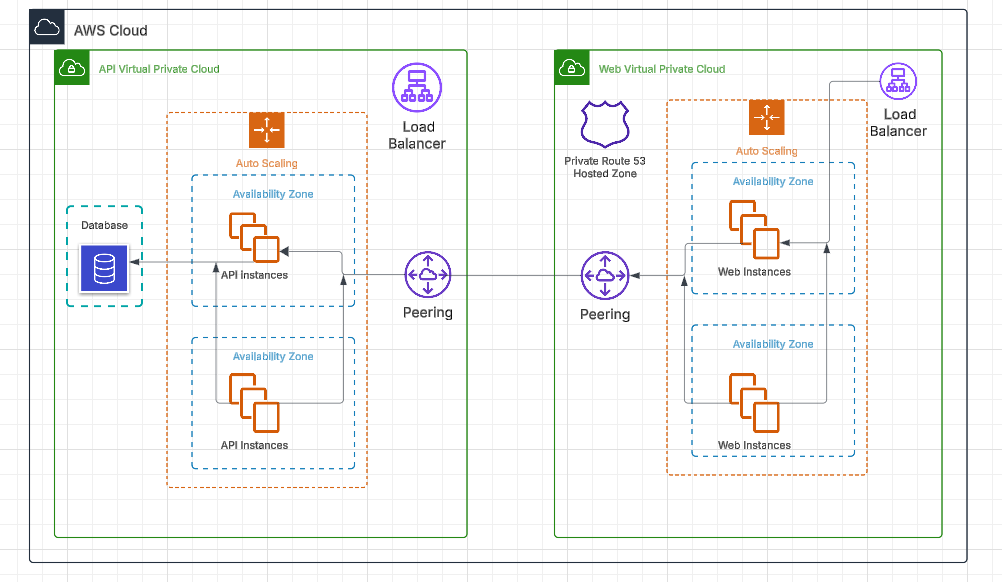 AWS Cloud
API Virtual Private Cloud
Load
Balancer
Auto Scaling
Availability Zone
Database
API instances
Peering
Availability Zone
API Instances
Web Virtual Private Cloud
Load
Balancer
Private Route 53
Hosted Zone
Auto Scaling
Availability Zone
Web Instances
Peering
Availability Zone
Web Instances